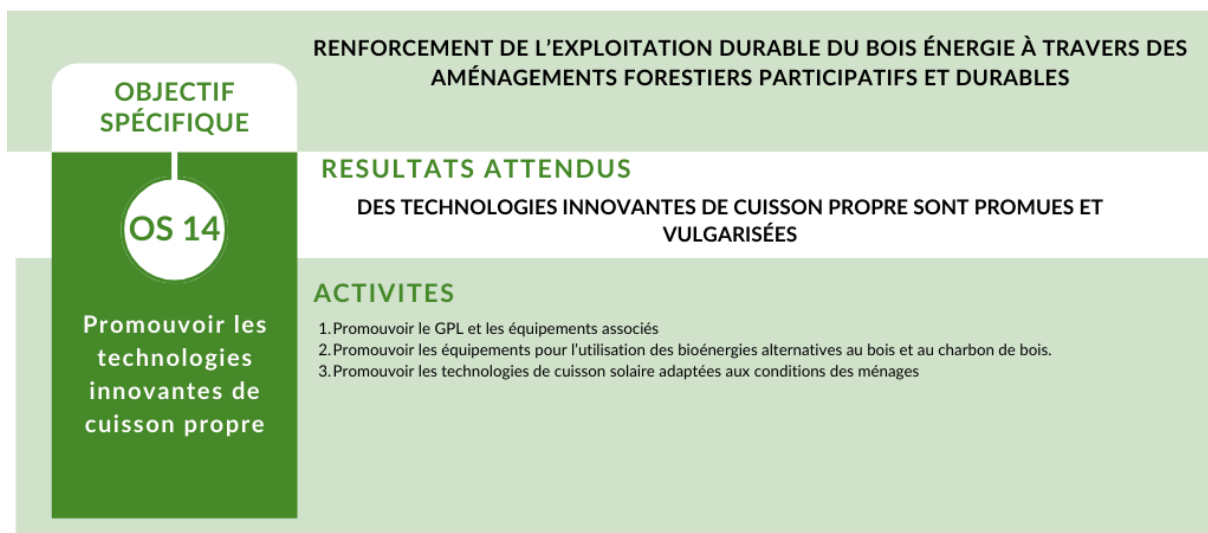 RENFORCEMENT DE L'EXPLOITATION DURABLE DU BOIS ÉNERGIE À TRAVERS DES
AMÉNAGEMENTS FORESTIERS PARTICIPATIFS ET DURABLES
OBJECTIF
SPÉCIFIQUE
OS 14
Promouvoir les
technologies
innovantes de
cuisson propre
RESULTATS ATTENDUS
DES TECHNOLOGIES INNOVANTES DE CUISSON PROPRE SONT PROMUES ET
VULGARISÉES
ACTIVITES
1. Promouvoir le GPL et les équipements associés
2. Promouvoir les équipements pour l'utilisation des bioénergies alternatives au bois et au charbon de bois.
3. Promouvoir les technologies de cuisson solaire adaptées aux conditions des ménages